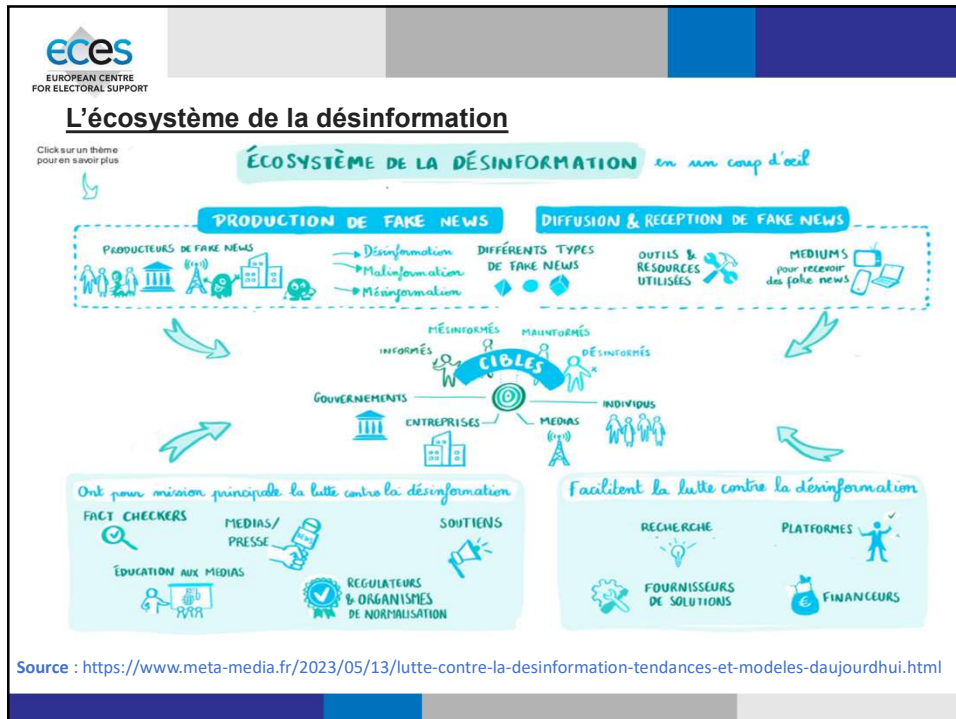 eces
EUROPEAN CENTRE
FOR ELECTORAL SUPPORT
L'écosystème de la désinformation
Click sur un thème
pour en savoir plus
ÉCOSYSTÈME DE LA DÉSINFORMATION en un coup d'œil
PRODUCTION DE FAKE NEWS
DIFFUSION & RECEPTION DE FAKE NEWS
PRODUCTEURS DE FAKE NEWS
Désinformation
Malinformation
Mésinformation
DIFFÉRENTS TYPES
DE FAKE NEWS
OUTILS &
RESOURCES
UTILISÉES
MEDIUMS
pour recevoir
des fake news
MÉSINFORMÉS
MALINFORMÉS
INFORMÉS
DÉSINFORMÉS
CIBLES
GOUVERNEMENTS
INDIVIDUS
ENTREPRISES
MEDIAS
Ont pour mission principale la lutte contre la désinformation
FACT CHECKERS
MEDIAS/
PRESSE
NEWS
SOUTIENS
ÉDUCATION AUX MEDIAS
REGULATEURS
& ORGANISMES
DE NORMALISATION
Facilitent la lutte contre la désinformation
RECHERCHE
PLATFORMES
FOURNISSEURS
DE SOLUTIONS
€
FINANCEURS
Source : https://www.meta-media.fr/2023/05/13/lutte-contre-la-desinformation-tendances-et-modeles-daujourdhui.html